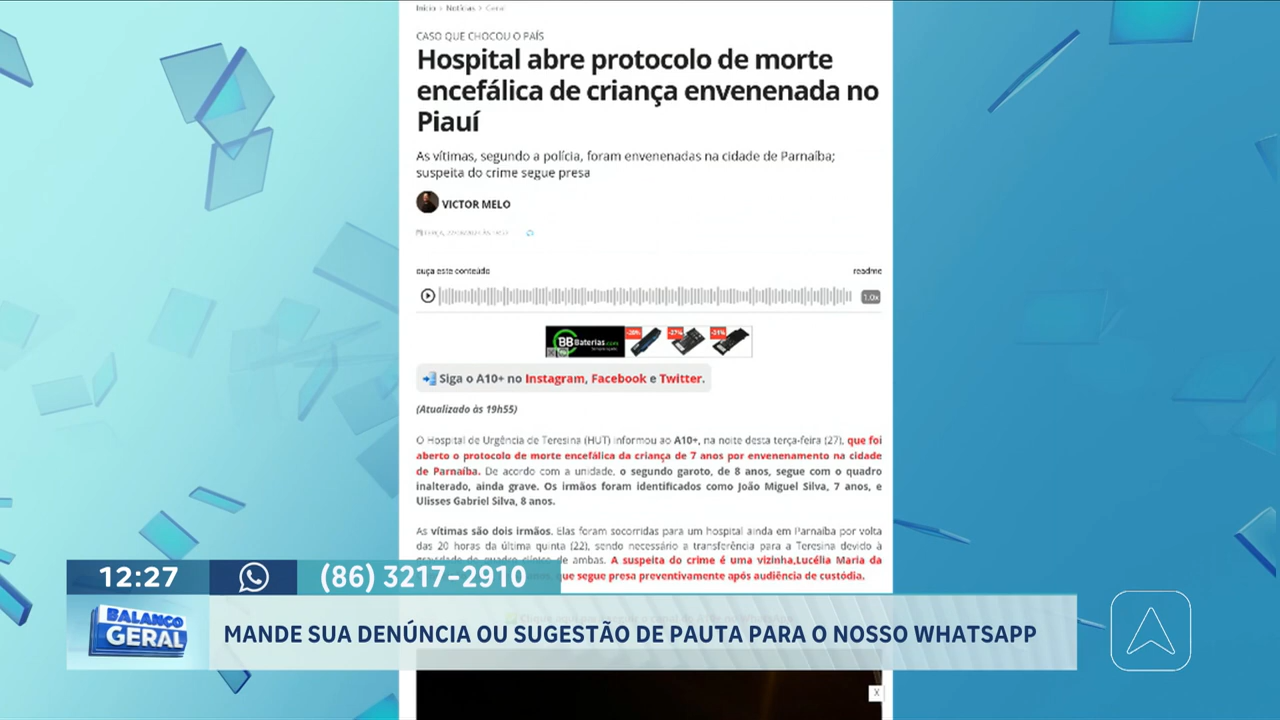 Início > Notícias > Geral
CASO QUE CHOCOU O PAÍS
Hospital abre protocolo de morte
encefálica de criança envenenada no
Piauí
As vítimas, segundo a polícia, foram envenenadas na cidade de Parnaíba;
suspeita do crime segue presa
VICTOR MELO
ouça este conteúdo
readme
1.0x
BB Baterias.com
-28%
-27%
-31%
Siga o A10+ no Instagram, Facebook e Twitter.
(Atualizado às 19h55)
O Hospital de Urgência de Teresina (HUT) informou ao A10+, na noite desta terça-feira (27), que foi
aberto o protocolo de morte encefálica da criança de 7 anos por envenenamento na cidade
de Parnaíba. De acordo com a unidade, o segundo garoto, de 8 anos, segue com o quadro
inalterado, ainda grave. Os irmãos foram identificados como João Miguel Silva, 7 anos, e
Ulisses Gabriel Silva, 8 anos.
As vítimas são dois irmãos. Elas foram socorridas para um hospital ainda em Parnaíba por volta
das 20 horas da última quinta (22), sendo necessário a transferência para a Teresina devido à
de ambas. A suspeita do crime é uma vizinha,Lucélia Maria da
que segue presa preventivamente após audiência de custódia.
12:27
(86) 3217-2910
BALANÇO
GERAL
MANDE SUA DENÚNCIA OU SUGESTÃO DE PAUTA PARA O NOSSO WHATSAPP
X